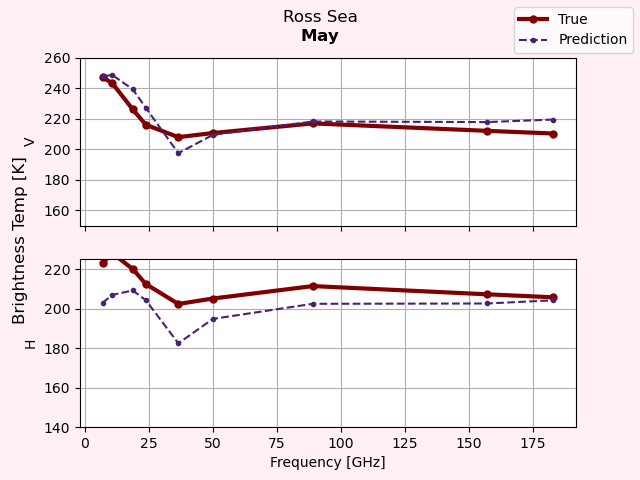 Ross Sea
May
True
Prediction
Brightness Temp [K]
V
260
240
220
200
180
160
H
220
200
180
160
140
0 25 50 75 100 125 150 175
Frequency [GHz]